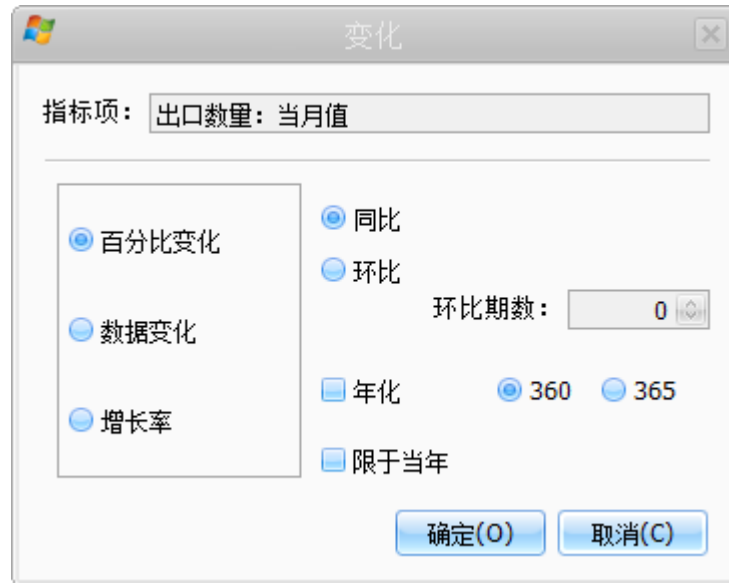 变化
指标项： 出口数量：当月值
百分比变化
数据变化
增长率
同比
环比
环比期数： 0
年化 360 365
限于当年
确定(O) 取消(C)